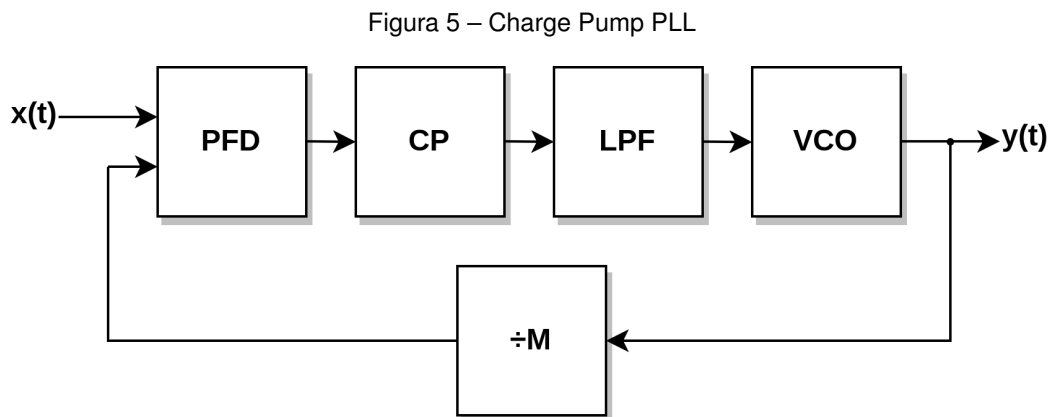 Figura 5 – Charge Pump PLL
x(t)
PFD
CP
LPF
VCO
y(t)
÷M